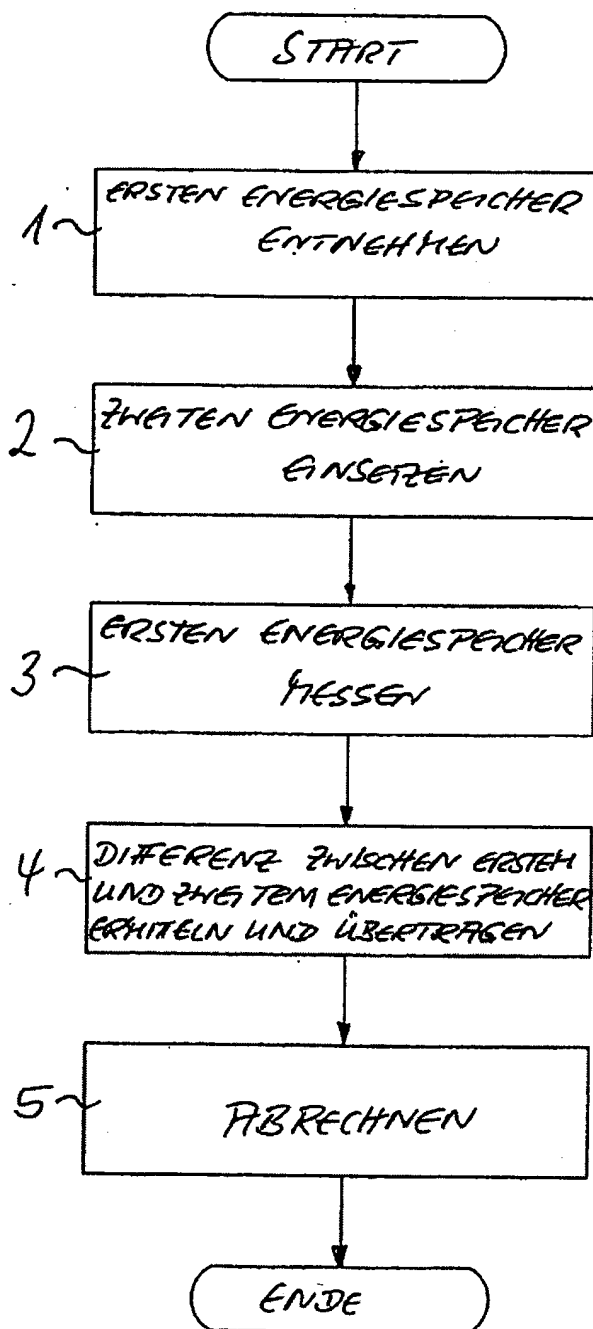 START
1
ERSTEN ENERGIESPEICHER
ENTNEHMEN
2
ZWEITEN ENERGIESPEICHER
EINSETZEN
3
ERSTEN ENERGIESPEICHER
MESSEN
4
DIFFERENZ ZWISCHEN ERSTEM
UND ZWEITEM ENERGIESPEICHER
ERMITTELN UND ÜBERTRAGEN
5
ABRECHNEN
ENDE